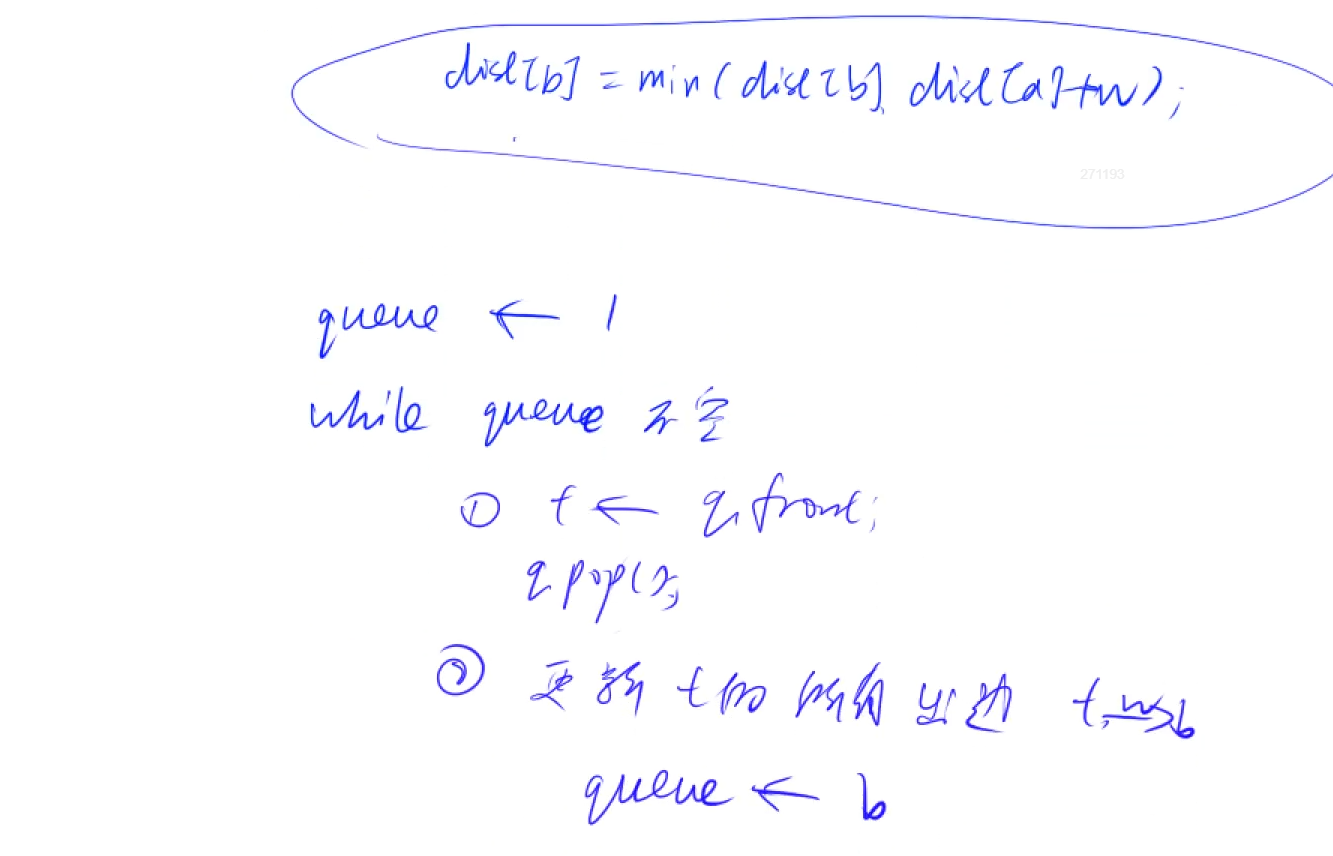 dist[b] = min(dist[b], dist[a]+w);
271193
queue ← 1
while queue 不空
① t ← q.front;
q.pop();
② 更新 t 的所有出边 t -w-> b
queue ← b